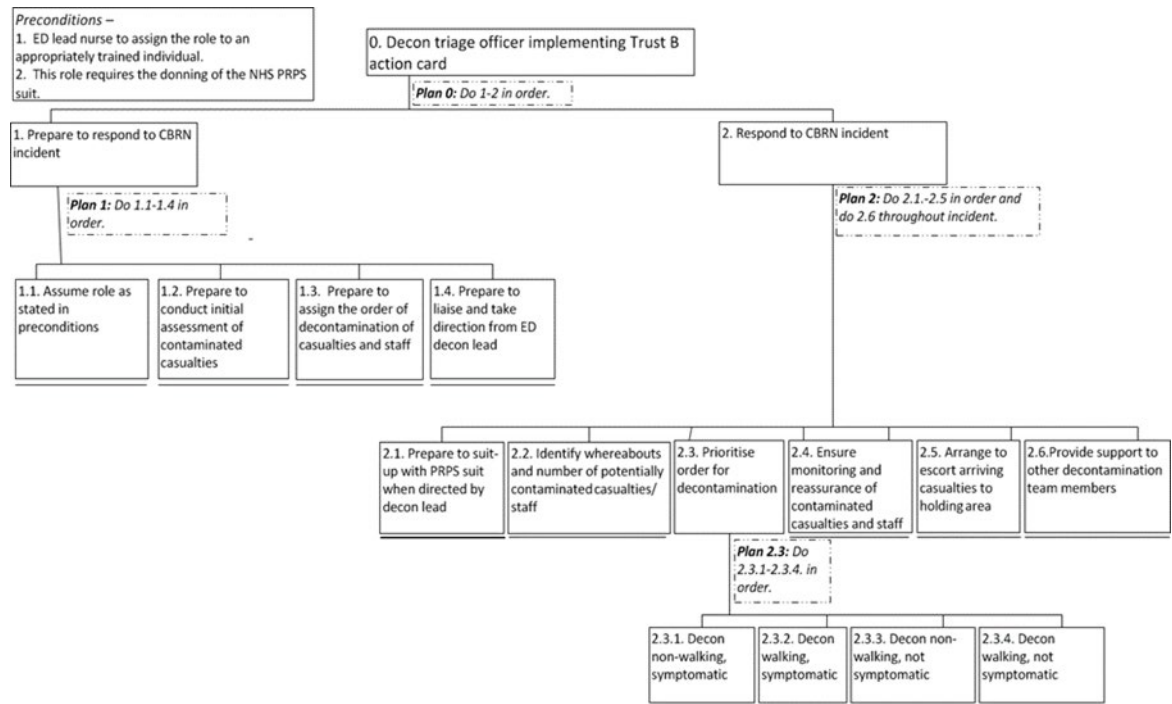 Preconditions –
1. ED lead nurse to assign the role to an
appropriately trained individual.
2. This role requires the donning of the NHS PRPS
suit.
0. Decon triage officer implementing Trust B
action card
Plan 0: Do 1-2 in order.
1. Prepare to respond to CBRN
incident
2. Respond to CBRN incident
Plan 1: Do 1.1-1.4 in
order.
Plan 2: Do 2.1.-2.5 in order and
do 2.6 throughout incident.
1.1. Assume role as
stated in
preconditions
1.2. Prepare to
conduct initial
assessment of
contaminated
casualties
1.3. Prepare to
assign the order of
decontamination of
casualties and staff
1.4. Prepare to
liaise and take
direction from ED
decon lead
2.1. Prepare to suit-
up with PRPS suit
when directed by
decon lead
2.2. Identify whereabouts
and number of potentially
contaminated casualties/
staff
2.3. Prioritise
order for
decontamination
2.4. Ensure
monitoring and
reassurance of
contaminated
casualties and staff
2.5. Arrange to
escort arriving
casualties to
holding area
2.6.Provide support to
other decontamination
team members
Plan 2.3: Do
2.3.1-2.3.4. in
order.
2.3.1. Decon
non-walking,
symptomatic
2.3.2. Decon
walking,
symptomatic
2.3.3. Decon non-
walking, not
symptomatic
2.3.4. Decon
walking, not
symptomatic